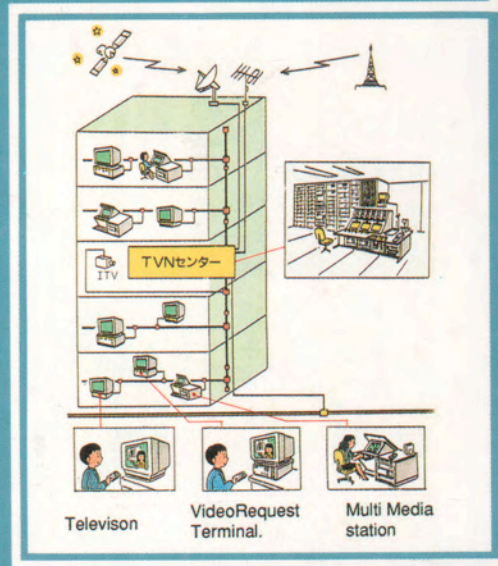 TVNセンター
ITV
Televison
VideoRequest
Terminal.
Multi Media
station